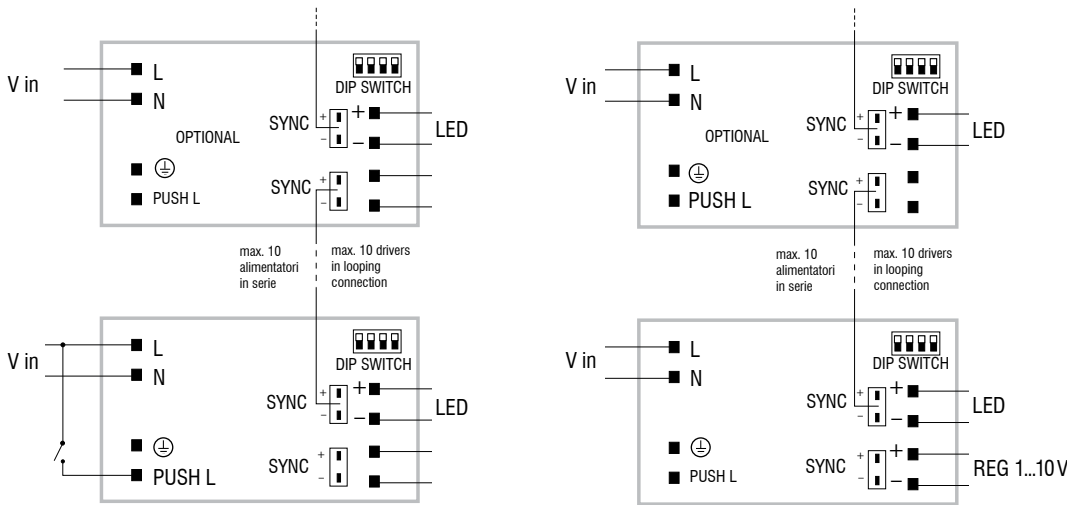 DIP SWITCH
V in
L
N
SYNC
+
−
+
−
LED
OPTIONAL
SYNC
+
−
PUSH L
max. 10
alimentatori
in serie
max. 10 drivers
in looping
connection
DIP SWITCH
V in
L
N
SYNC
+
−
+
−
LED
SYNC
+
−
PUSH L
DIP SWITCH
V in
L
N
SYNC
+
−
+
−
LED
OPTIONAL
SYNC
+
−
PUSH L
max. 10
alimentatori
in serie
max. 10 drivers
in looping
connection
DIP SWITCH
V in
L
N
SYNC
+
−
+
−
LED
SYNC
+
−
+
−
REG 1...10 V
PUSH L